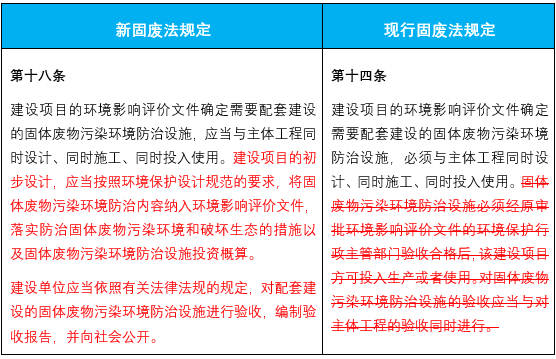 新固废法规定
现行固废法规定
第十八条
建设项目的环境影响评价文件确定需要配套建设
的固体废物污染环境防治设施，应当与主体工程同
时设计、同时施工、同时投入使用。建设项目的初
步设计，应当按照环境保护设计规范的要求，将固
体废物污染环境防治内容纳入环境影响评价文件，
落实防治固体废物污染环境和破坏生态的措施以
及固体废物污染环境防治设施投资概算。
建设单位应当依照有关法律法规的规定，对配套建
设的固体废物污染环境防治设施进行验收，编制验
收报告，并向社会公开。
第十四条
建设项目的环境影响评价文件确定
需要配套建设的固体废物污染环境
防治设施，必须与主体工程同时设
计、同时施工、同时投入使用。固体
废物污染环境防治设施必须经原审
批环境影响评价文件的环境保护行
政主管部门验收合格后，该建设项目
方可投入生产或者使用。对固体废物
污染环境防治设施的验收应当与对
主体工程的验收同时进行。